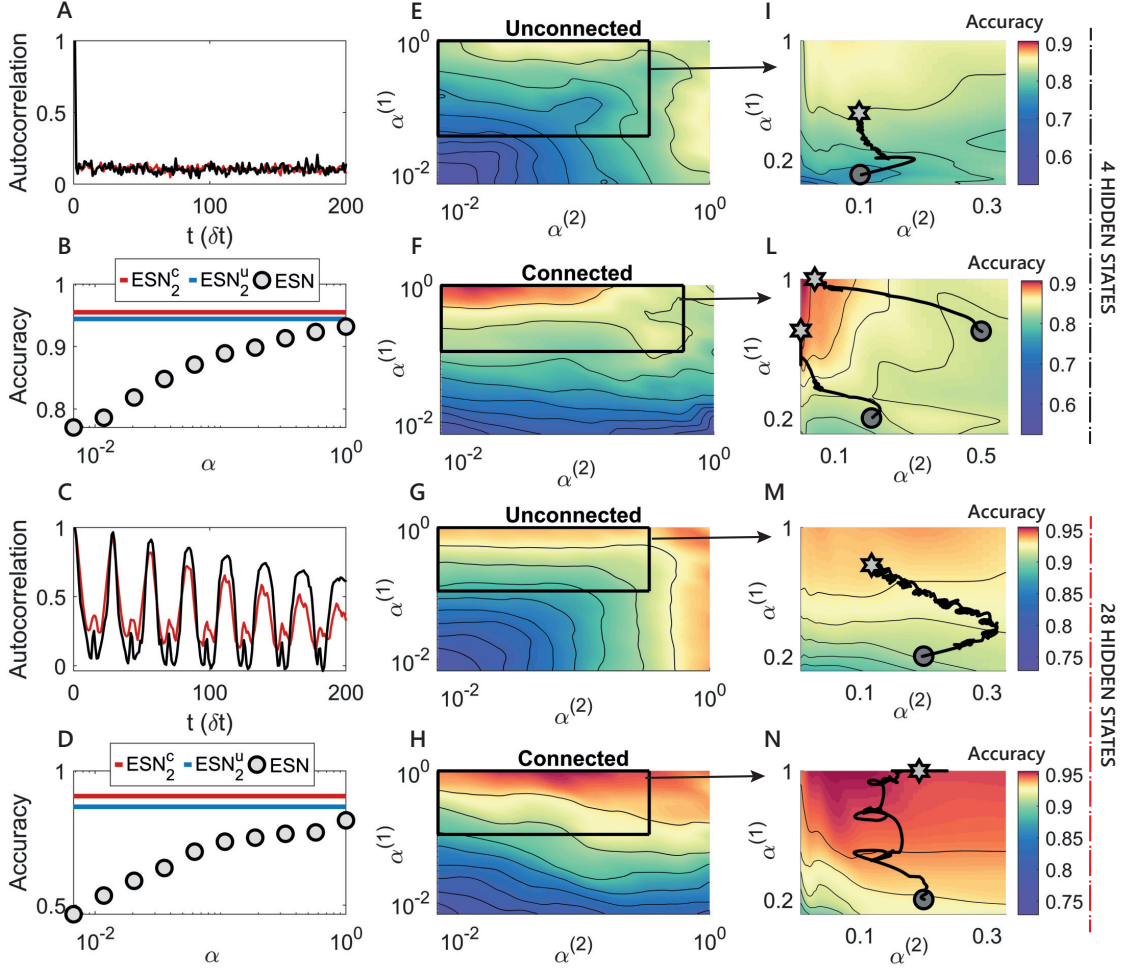 A
Autocorrelation
1
0.5
0
0
100
200
t (δt)
E
Unconnected
10⁰
α⁽¹⁾
10⁻²
10⁻²
10⁰
α⁽²⁾
I
Accuracy
1
α⁽¹⁾
0.2
0.1
0.3
α⁽²⁾
0.9
0.8
0.7
0.6
B
ESN₂ᶜ ESN₂ᵘ ESN
Accuracy
1
0.9
0.8
10⁻²
10⁰
α
F
Connected
10⁰
α⁽¹⁾
10⁻²
10⁻²
10⁰
α⁽²⁾
L
Accuracy
1
α⁽¹⁾
0.2
0.1
0.5
α⁽²⁾
0.9
0.8
0.7
0.6
4 HIDDEN STATES
C
Autocorrelation
1
0.5
0
0
100
200
t (δt)
G
Unconnected
10⁰
α⁽¹⁾
10⁻²
10⁻²
10⁰
α⁽²⁾
M
Accuracy
1
α⁽¹⁾
0.2
0.1
0.3
α⁽²⁾
0.95
0.9
0.85
0.8
0.75
D
ESN₂ᶜ ESN₂ᵘ ESN
Accuracy
1
0.5
10⁻²
10⁰
α
H
Connected
10⁰
α⁽¹⁾
10⁻²
10⁻²
10⁰
α⁽²⁾
N
Accuracy
1
α⁽¹⁾
0.2
0.1
0.3
α⁽²⁾
0.95
0.9
0.85
0.8
0.75
28 HIDDEN STATES